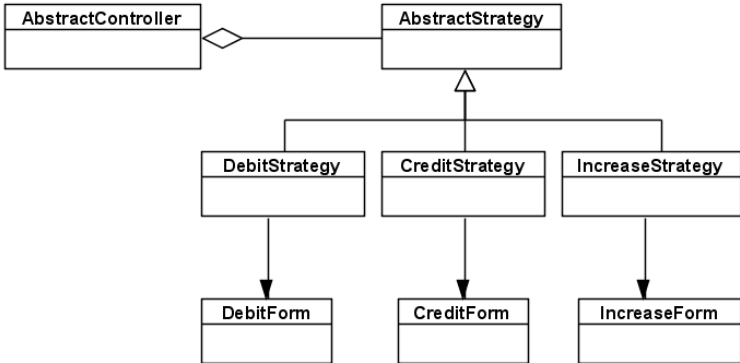 AbstractController
AbstractStrategy
DebitStrategy
CreditStrategy
IncreaseStrategy
DebitForm
CreditForm
IncreaseForm